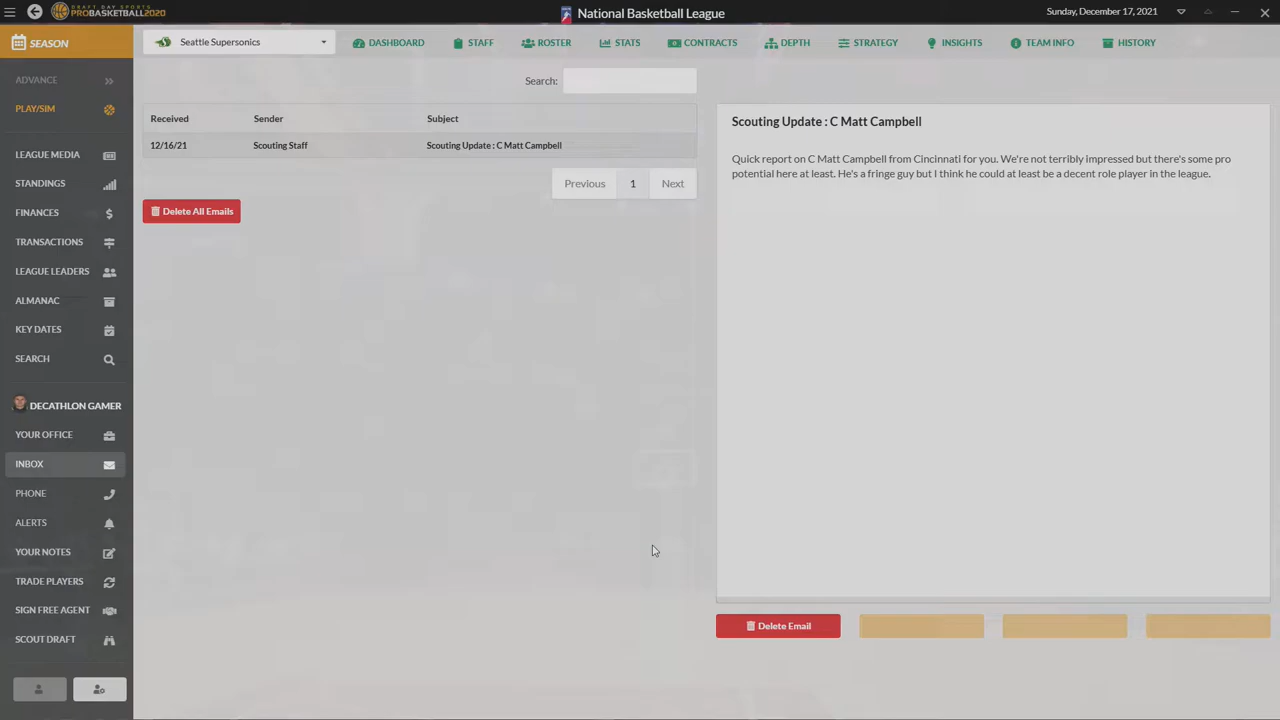 DRAFT DAY SPORTS
PRO BASKETBALL 2020
National Basketball League
Sunday, December 17, 2021
SEASON
Seattle Supersonics
DASHBOARD
STAFF
ROSTER
STATS
CONTRACTS
DEPTH
STRATEGY
INSIGHTS
TEAM INFO
HISTORY
ADVANCE
PLAY/SIM
LEAGUE MEDIA
STANDINGS
FINANCES
TRANSACTIONS
LEAGUE LEADERS
ALMANAC
KEY DATES
SEARCH
DECATHLON GAMER
YOUR OFFICE
INBOX
PHONE
ALERTS
YOUR NOTES
TRADE PLAYERS
SIGN FREE AGENT
SCOUT DRAFT
Search:
Received Sender Subject
12/16/21 Scouting Staff Scouting Update : C Matt Campbell
Previous 1 Next
Delete All Emails
Scouting Update : C Matt Campbell
Quick report on C Matt Campbell from Cincinnati for you. We're not terribly impressed but there's some pro
potential here at least. He's a fringe guy but I think he could at least be a decent role player in the league.
Delete Email